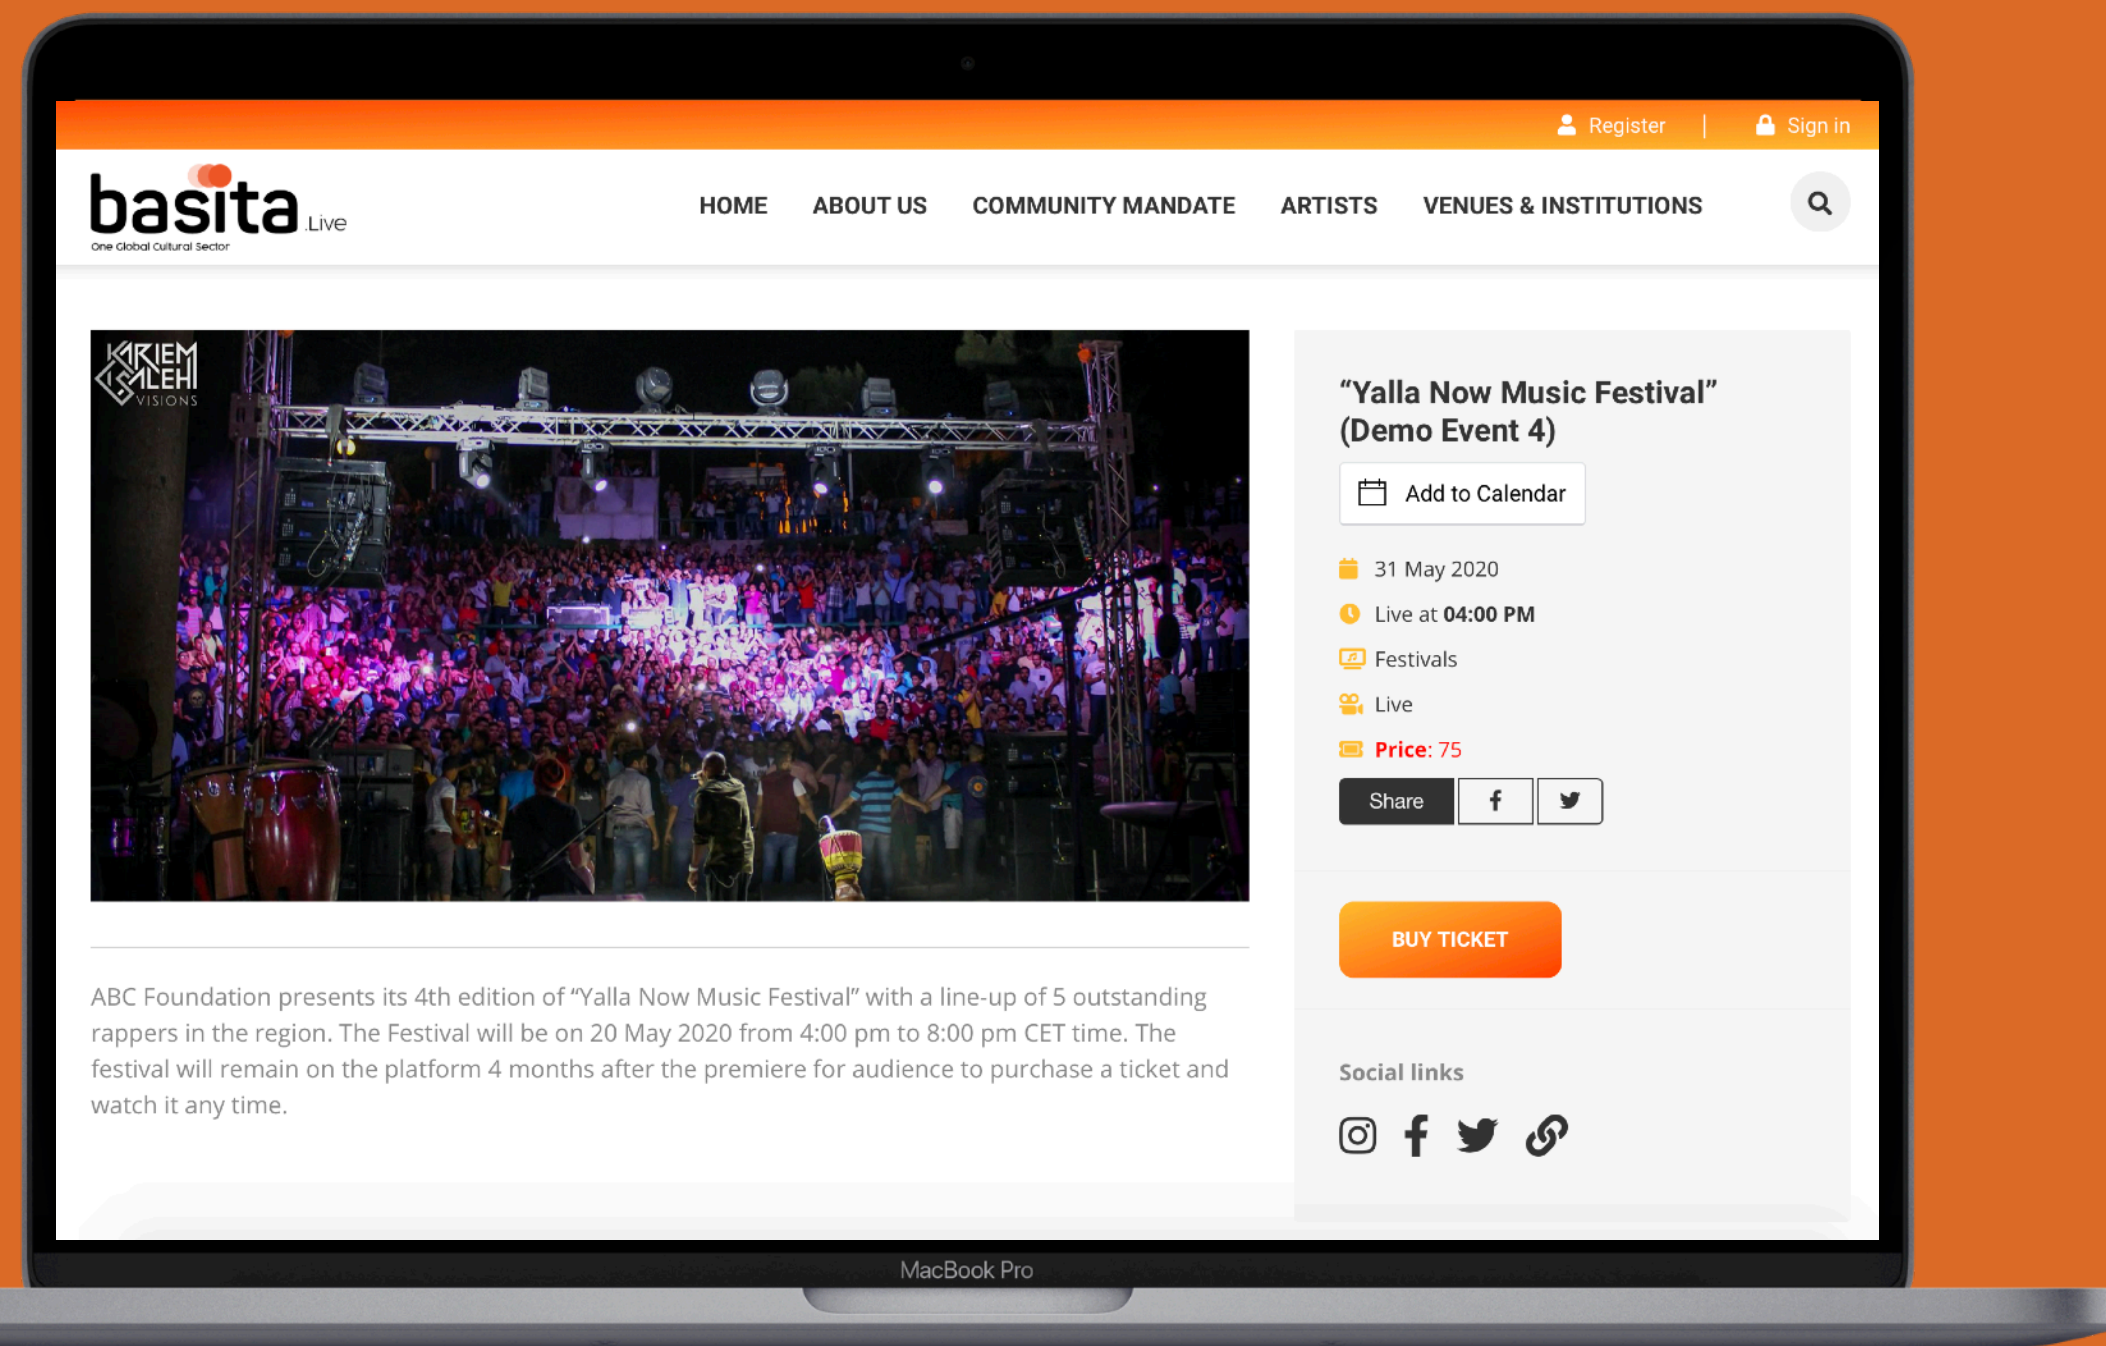 Register | Sign in
basita.Live
One Global Cultural Sector
HOME ABOUT US COMMUNITY MANDATE ARTISTS VENUES & INSTITUTIONS
KARIEM
SALEH
VISIONS
“Yalla Now Music Festival”
(Demo Event 4)
Add to Calendar
31 May 2020
Live at 04:00 PM
Festivals
Live
Price: 75
Share
BUY TICKET
ABC Foundation presents its 4th edition of “Yalla Now Music Festival” with a line-up of 5 outstanding
rappers in the region. The Festival will be on 20 May 2020 from 4:00 pm to 8:00 pm CET time. The
festival will remain on the platform 4 months after the premiere for audience to purchase a ticket and
watch it any time.
Social links
MacBook Pro